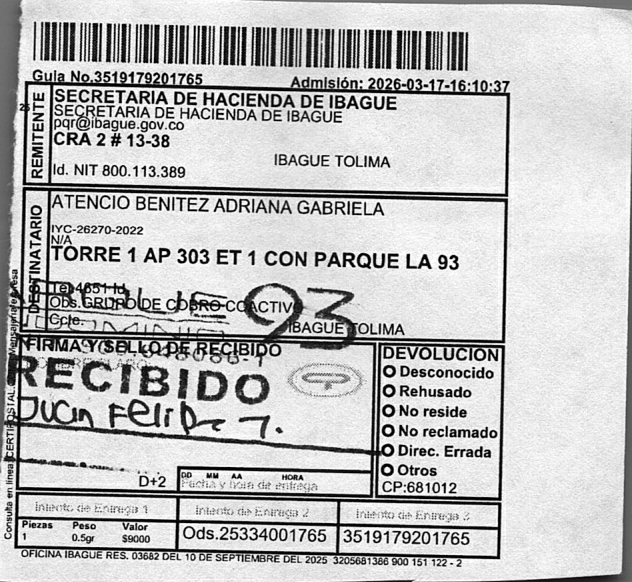 Guia No.3519179201765
Admisión: 2026-03-17-16:10:37
REMITENTE
SECRETARIA DE HACIENDA DE IBAGUE
SECRETARIA DE HACIENDA DE IBAGUE
pqr@ibague.gov.co
CRA 2 # 13-38
IBAGUE TOLIMA
Id. NIT 800.113.389
DESTINATARIO
ATENCIO BENITEZ ADRIANA GABRIELA
IYC-26270-2022
N/A
TORRE 1 AP 303 ET 1 CON PARQUE LA 93
Tel.4651 Id.
Obs.GRUPO DE COBRO COACTIVO
Ccto.
IBAGUE TOLIMA
93
FIRMA Y SELLO DE RECIBIDO
RECIBIDO
Juan Felipe T.
D+2
DD MM AA HORA
Fecha y hora de entrega
DEVOLUCION
Desconocido
Rehusado
No reside
No reclamado
Direc. Errada
Otros
CP:681012
Intento de Entrega 1
Intento de Entrega 2
Intento de Entrega 3
Piezas Peso Valor
1 0.5gr $9000
Ods.25334001765
3519179201765
OFICINA IBAGUE RES. 03682 DEL 10 DE SEPTIEMBRE DEL 2025 3205681386 900 151 122 - 2